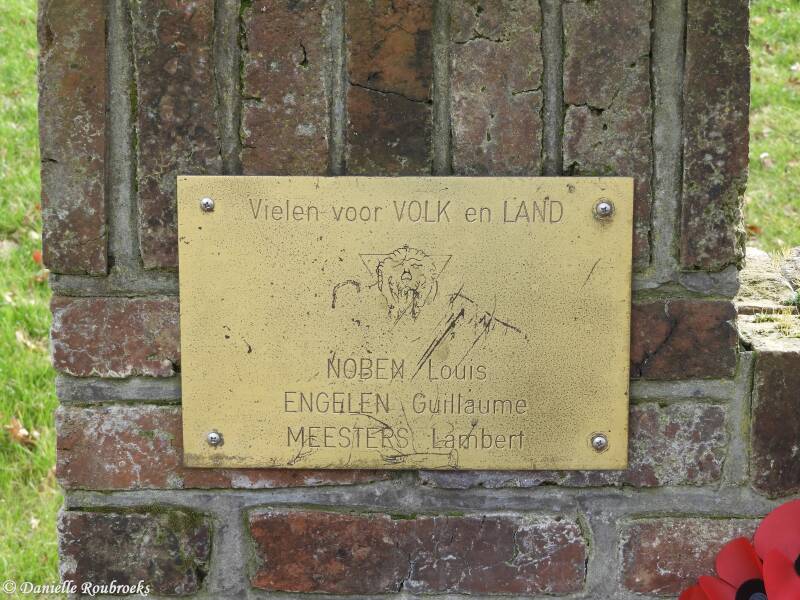 Vielen voor VOLK en LAND
NOBEN Louis
ENGELEN Guillaume
MEESTERS Lambert
© Danielle Roubroeks